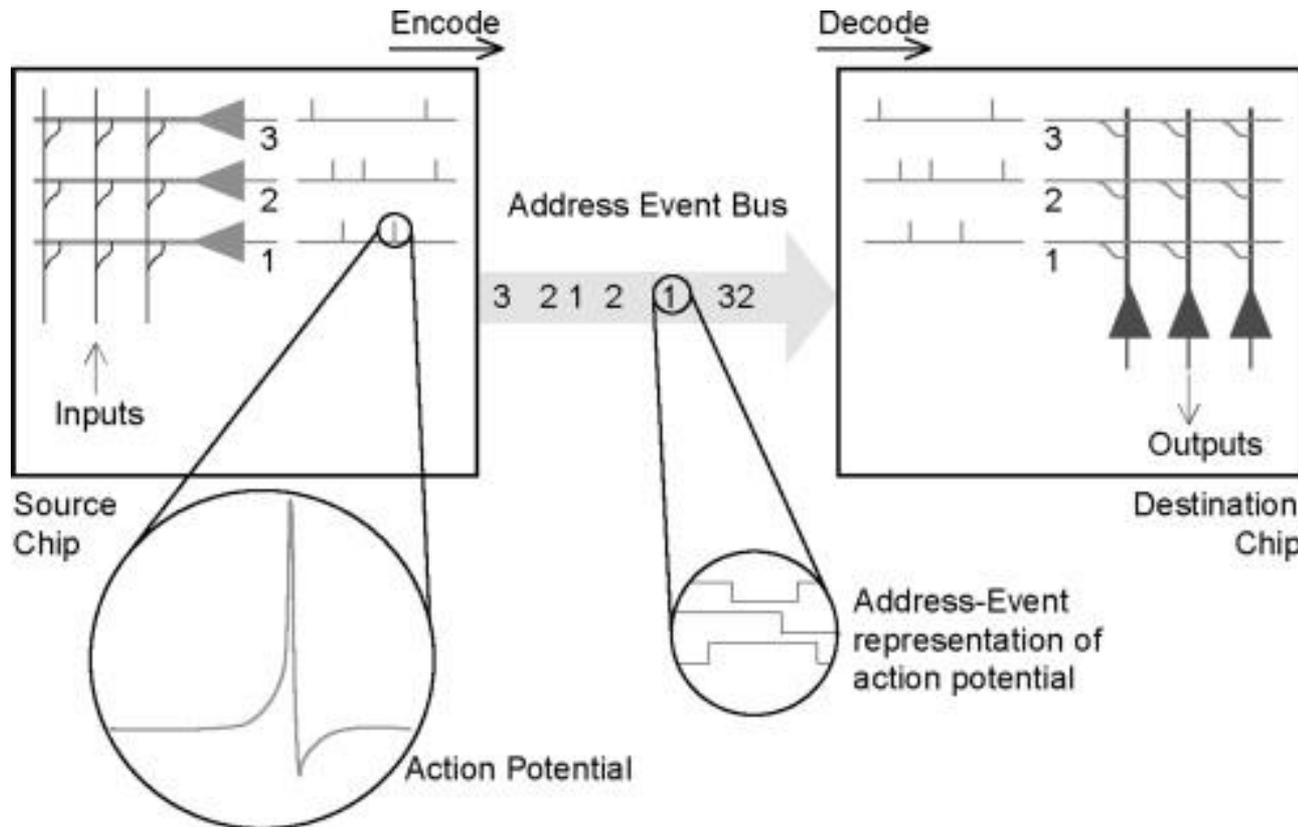 Encode
Decode
3
2
1
Inputs
Source
Chip
Address Event Bus
3 2 1 2 1 32
3
2
1
Outputs
Destination
Chip
Action Potential
Address-Event
representation of
action potential